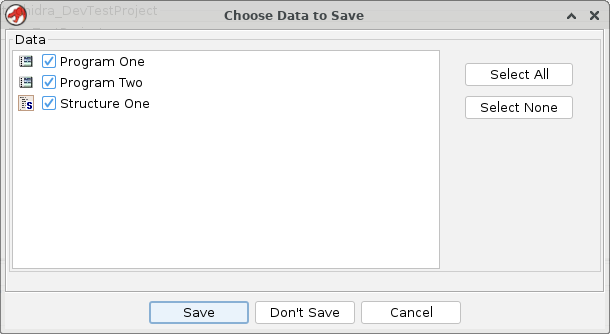 Choose Data to Save
Data
Program One
Program Two
Structure One
Select All
Select None
Save
Don't Save
Cancel